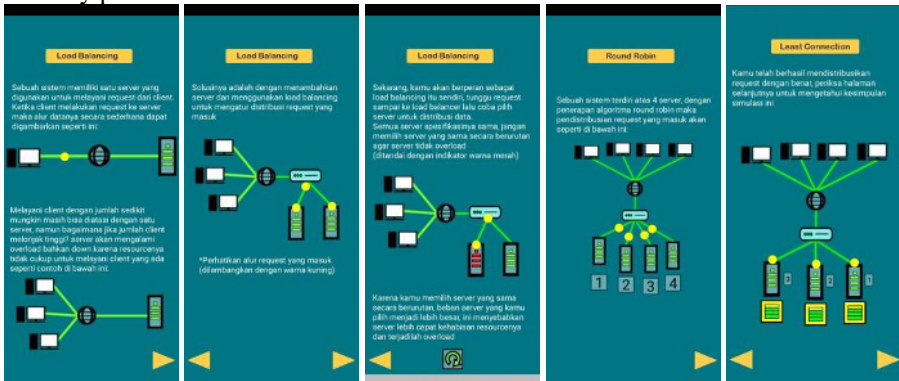 Load Balancing
Sebuah sistem memiliki satu server yang
digunakan untuk melayani request dari client.
Ketika client melakukan request ke server
maka alur datanya secara sederhana dapat
digambarkan seperti ini:
Melayani client dengan jumlah sedikit
mungkin masih bisa diatasi dengan satu
server, namun bagaimana jika jumlah client
melonjak tinggi? server akan mengalami
overload bahkan down karena resourcenya
tidak cukup untuk melayani client yang ada
seperti contoh di bawah ini:
Load Balancing
Solusinya adalah dengan menambahkan
server dan menggunakan load balancing
untuk mengatur distribusi request yang
masuk
*Perhatikan alur request yang masuk
(dilambangkan dengan warna kuning)
Load Balancing
Sekarang, kamu akan berperan sebagai
load balancing itu sendiri, tunggu request
sampai ke load balancer lalu coba pilih
server untuk distribusi data.
Semua server spesifikasinya sama, jangan
memilih server yang sama secara berurutan
agar server tidak overload
(ditandai dengan indikator warna merah)
Karena kamu memilih server yang sama
secara berurutan, beban server yang kamu
pilih menjadi lebih besar, ini menyebabkan
server lebih cepat kehabisan resourcenya
dan terjadilah overload
Round Robin
Sebuah sistem terdiri atas 4 server, dengan
penerapan algoritma round robin maka
pendistribusian request yang masuk akan
seperti di bawah ini:
1 2 3 4
Least Connection
Kamu telah berhasil mendistribusikan
request dengan benar, periksa halaman
selanjutnya untuk mengetahui kesimpulan
simulasi ini